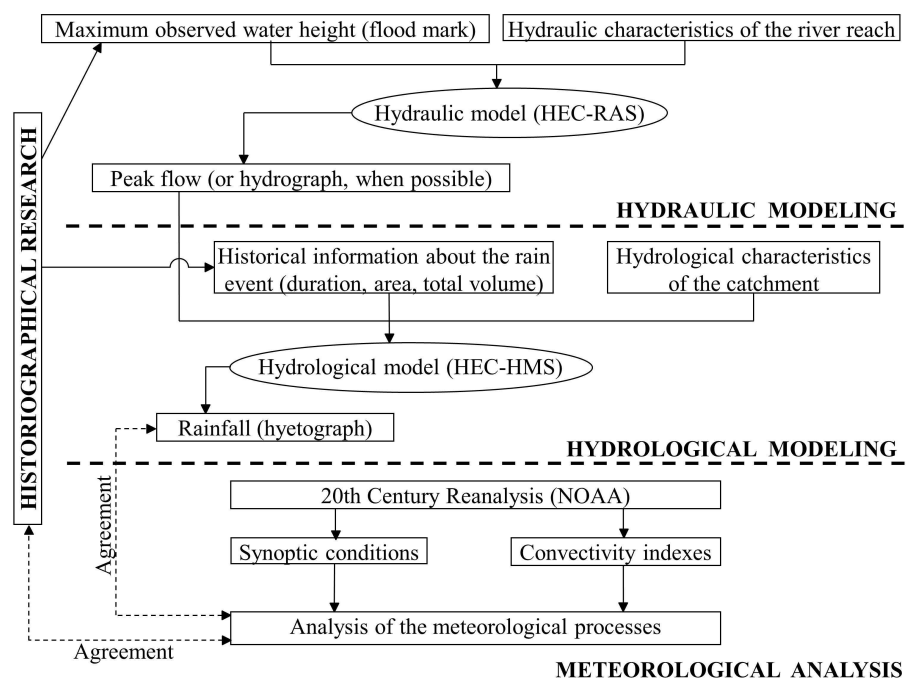 Maximum observed water height (flood mark)
Hydraulic characteristics of the river reach
Hydraulic model (HEC-RAS)
Peak flow (or hydrograph, when possible)
HYDRAULIC MODELING
HISTORIOGRAPHICAL RESEARCH
Historical information about the rain
event (duration, area, total volume)
Hydrological characteristics
of the catchment
Hydrological model (HEC-HMS)
Rainfall (hyetograph)
HYDROLOGICAL MODELING
20th Century Reanalysis (NOAA)
Agreement
Synoptic conditions
Convectivity indexes
Analysis of the meteorological processes
Agreement
METEOROLOGICAL ANALYSIS